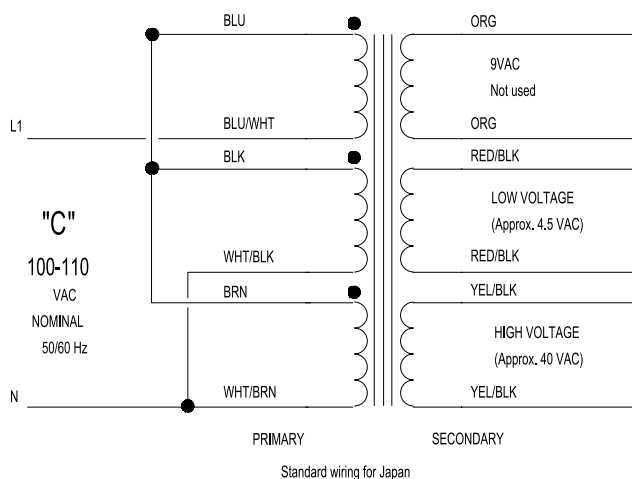 BLU
ORG
9VAC
Not used
L1
BLU/WHT
ORG
BLK
RED/BLK
"C"
LOW VOLTAGE
(Approx. 4.5 VAC)
100-110
WHT/BLK
RED/BLK
VAC
BRN
YEL/BLK
NOMINAL
HIGH VOLTAGE
50/60 Hz
(Approx. 40 VAC)
N
WHT/BRN
YEL/BLK
PRIMARY
SECONDARY
Standard wiring for Japan